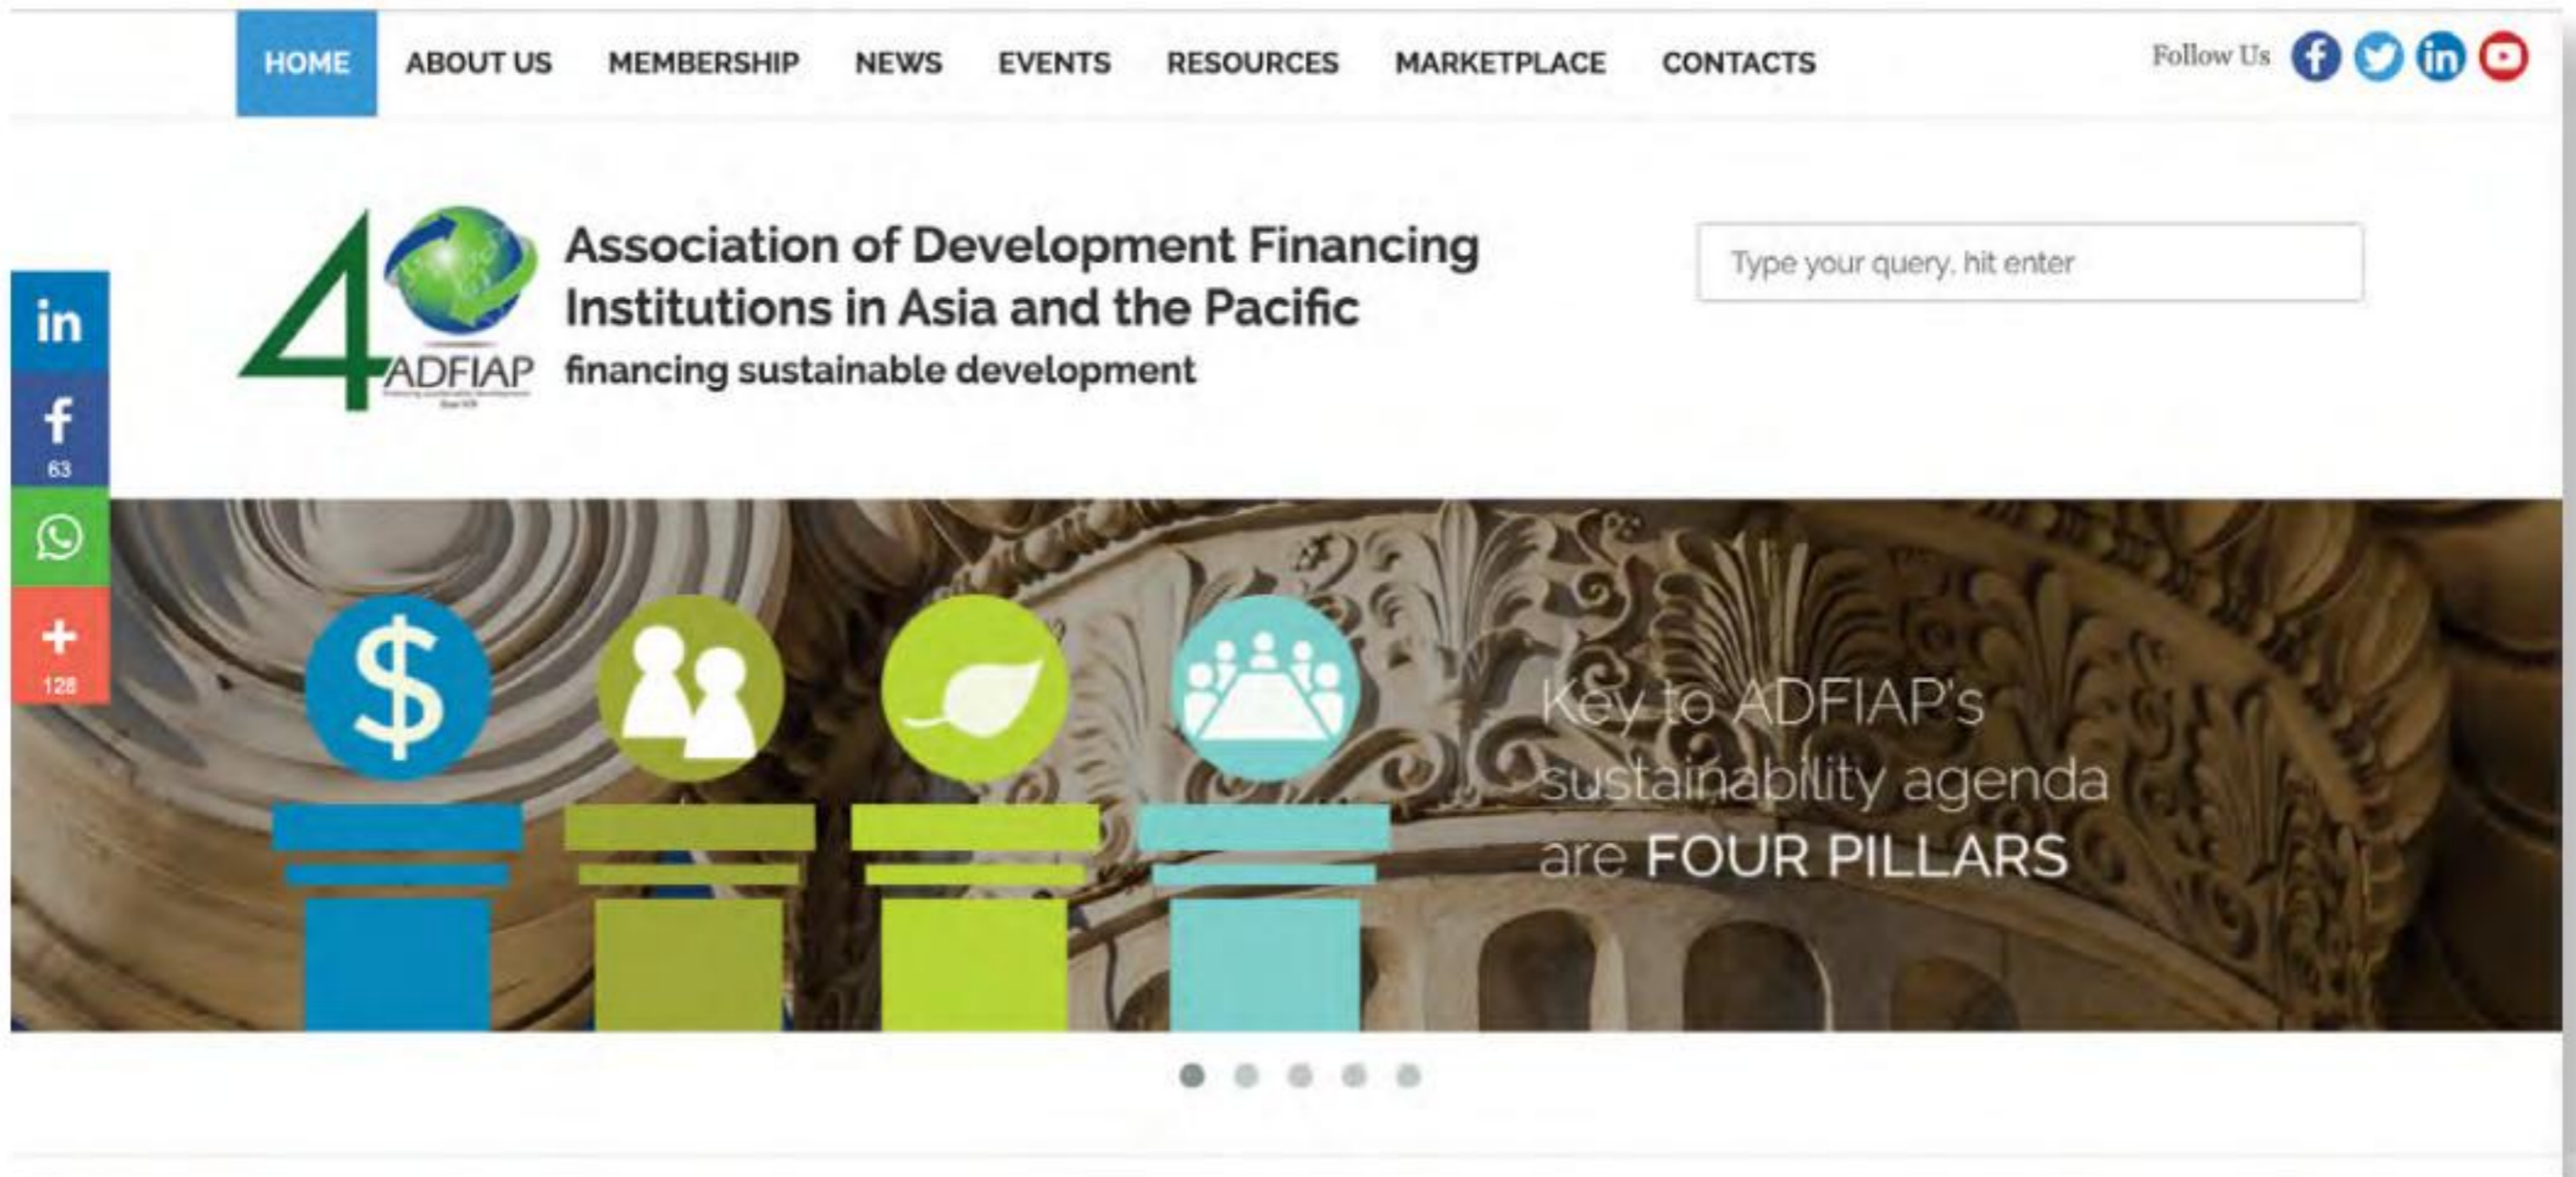 HOME ABOUT US MEMBERSHIP NEWS EVENTS RESOURCES MARKETPLACE CONTACTS Follow Us
40
ADFIAP
Association of Development Financing
Institutions in Asia and the Pacific
financing sustainable development
Type your query, hit enter
in
f
63
+
128
$
Key to ADFIAP's
sustainability agenda
are FOUR PILLARS